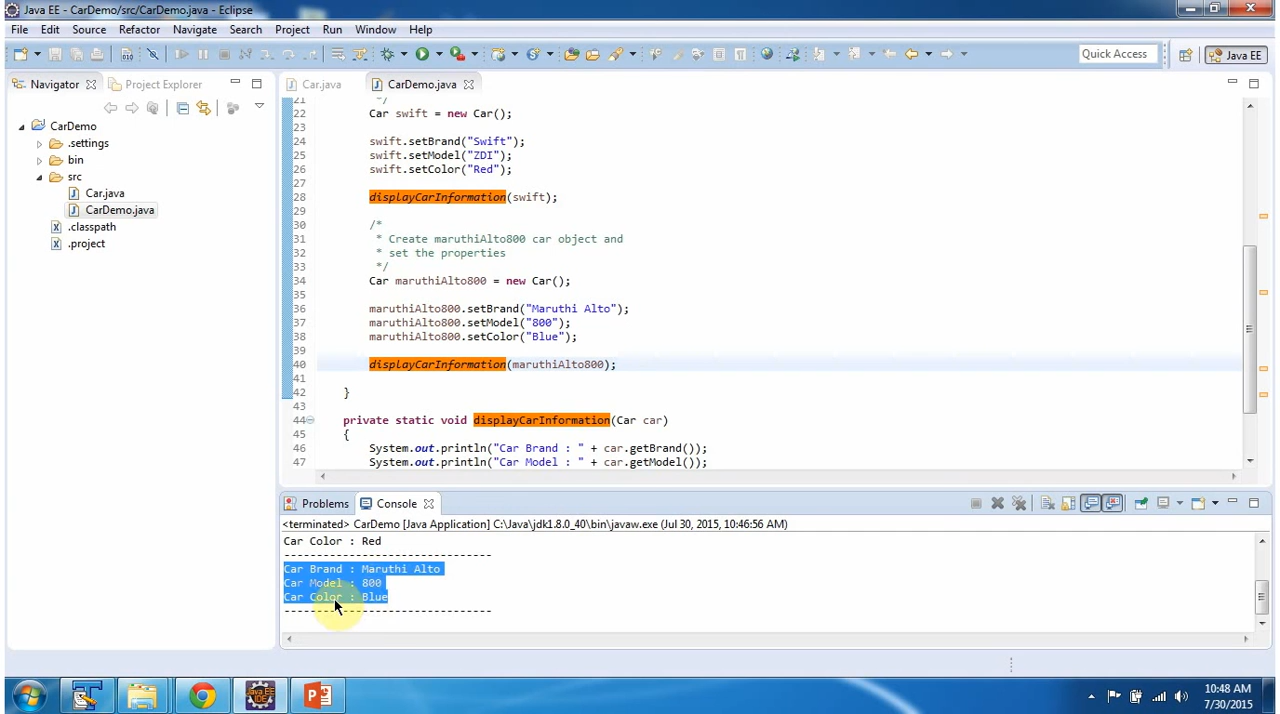 Java EE - CarDemo/src/CarDemo.java - Eclipse
File Edit Source Refactor Navigate Search Project Run Window Help
Quick Access
Java EE
Navigator
Project Explorer
CarDemo
.settings
bin
src
Car.java
CarDemo.java
.classpath
.project
Car.java
CarDemo.java
21 */
22 Car swift = new Car();
23
24 swift.setBrand("Swift");
25 swift.setModel("ZDI");
26 swift.setColor("Red");
27
28 displayCarInformation(swift);
29
30 /*
31 * Create maruthiAlto800 car object and
32 * set the properties
33 */
34 Car maruthiAlto800 = new Car();
35
36 maruthiAlto800.setBrand("Maruthi Alto");
37 maruthiAlto800.setModel("800");
38 maruthiAlto800.setColor("Blue");
39
40 displayCarInformation(maruthiAlto800);
41
42 }
43
44 private static void displayCarInformation(Car car)
45 {
46 System.out.println("Car Brand : " + car.getBrand());
47 System.out.println("Car Model : " + car.getModel());
Problems
Console
<terminated> CarDemo [Java Application] C:\Java\jdk1.8.0_40\bin\javaw.exe (Jul 30, 2015, 10:46:56 AM)
Car Color : Red
--------------------------------
Car Brand : Maruthi Alto
Car Model : 800
Car Color : Blue
--------------------------------
Java EE
IDE
10:48 AM
7/30/2015